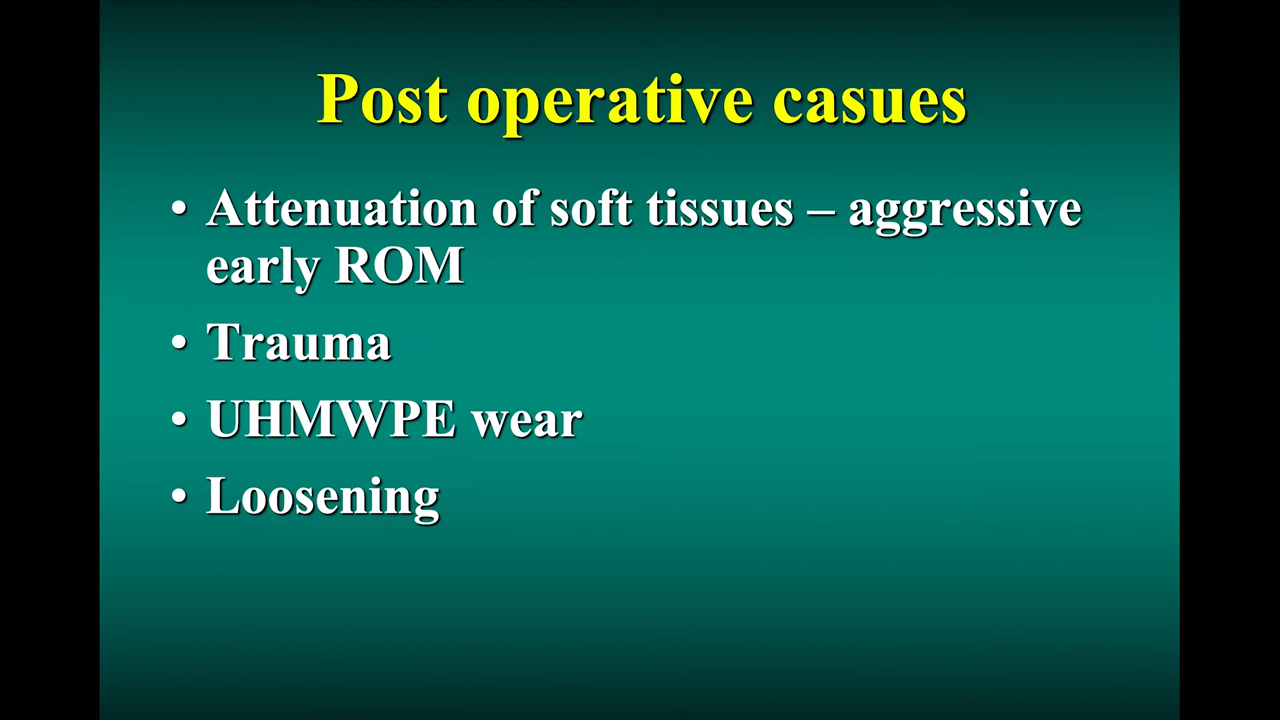 Post operative casues
• Attenuation of soft tissues – aggressive
early ROM
• Trauma
• UHMWPE wear
• Loosening